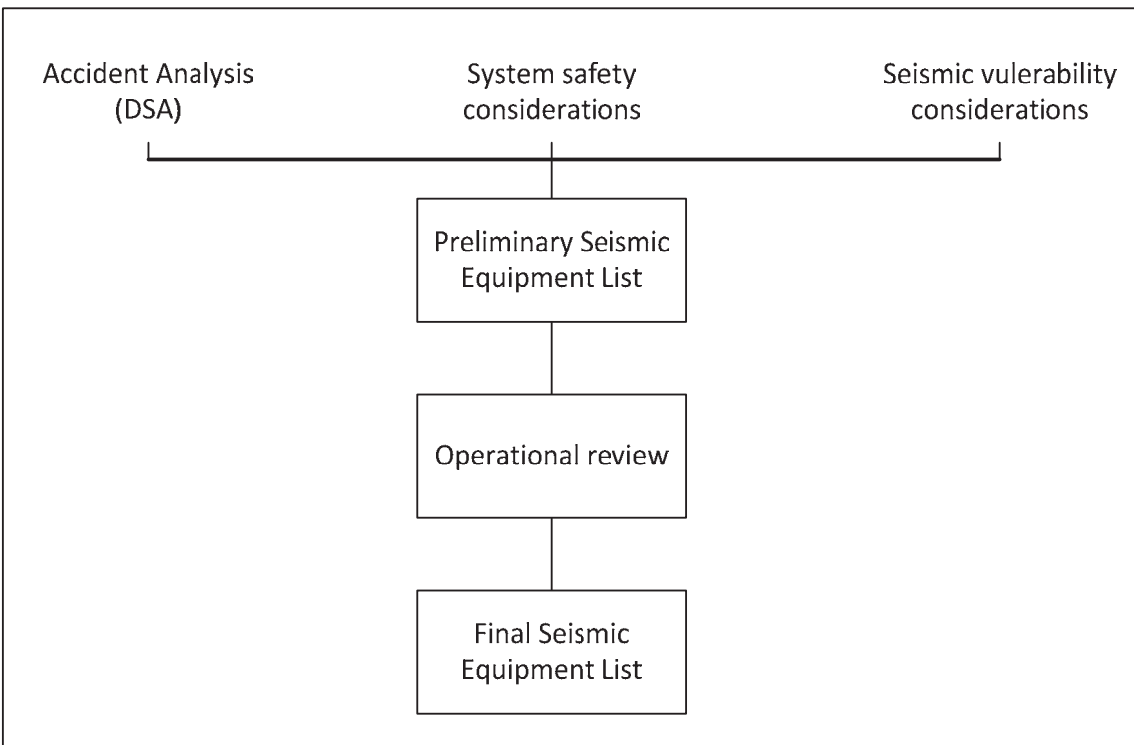 Accident Analysis
(DSA)
System safety
considerations
Seismic vulerability
considerations
Preliminary Seismic
Equipment List
Operational review
Final Seismic
Equipment List